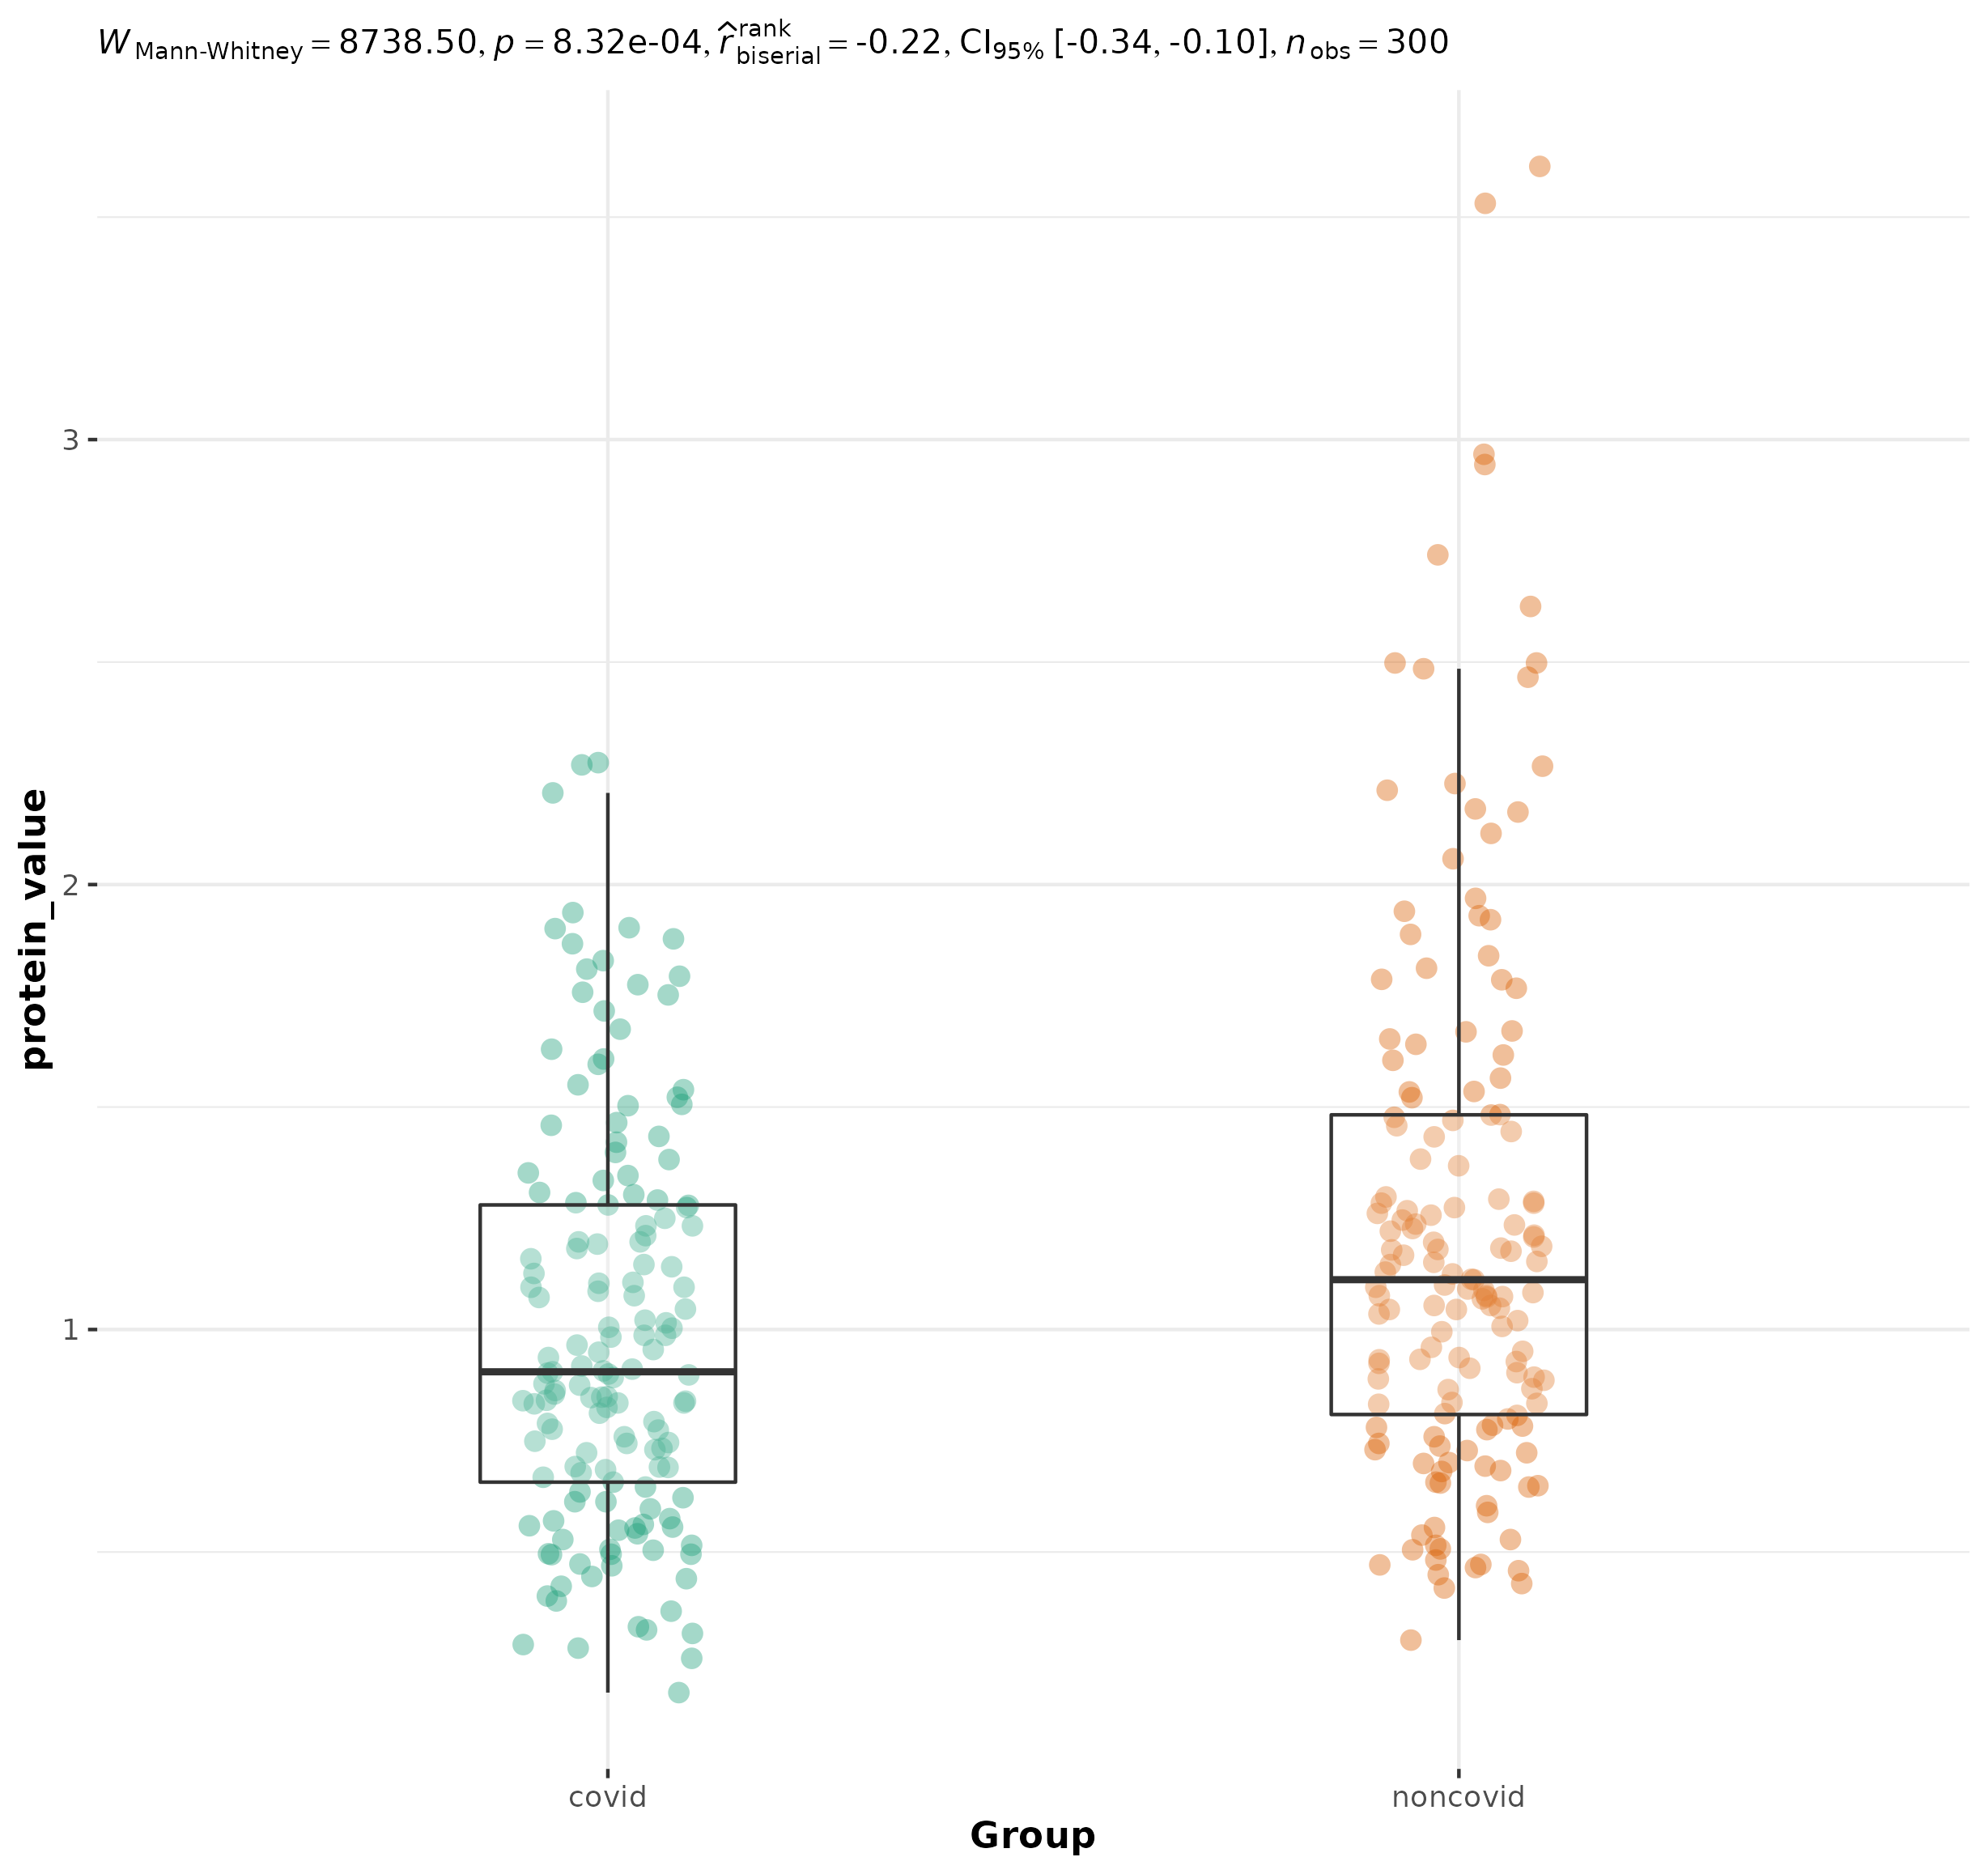 W Mann-Whitney = 8738.50, p = 8.32e-04, r̂ rank biserial = -0.22, CI95% [-0.34, -0.10], n obs = 300
3
2
1
protein_value
covid noncovid
Group